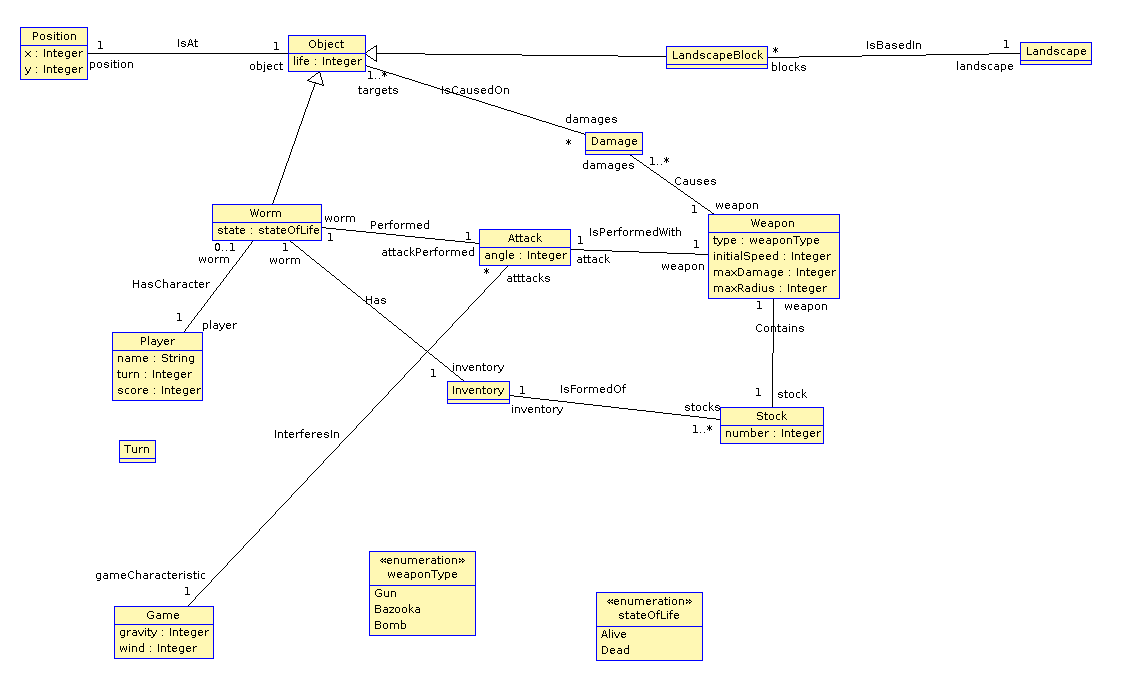 Position
x : Integer
y : Integer
1
position
IsAt
1
object
Object
life : Integer
1..*
targets
IsCausedOn
damages
*
LandscapeBlock
*
blocks
IsBasedIn
1
landscape
Landscape
Damage
damages
1..*
Causes
1
weapon
Worm
state : stateOfLife
worm
1
Performed
1
attackPerformed
Attack
angle : Integer
*
atttacks
1
attack
IsPerformedWith
1
weapon
Weapon
type : weaponType
initialSpeed : Integer
maxDamage : Integer
maxRadius : Integer
1
weapon
Contains
1
stock
0..1
worm
HasCharacter
1
player
1
worm
Has
1
inventory
Player
name : String
turn : Integer
score : Integer
Inventory
1
inventory
IsFormedOf
stocks
1..*
Stock
number : Integer
Turn
InterferesIn
gameCharacteristic
1
Game
gravity : Integer
wind : Integer
«enumeration»
weaponType
Gun
Bazooka
Bomb
«enumeration»
stateOfLife
Alive
Dead